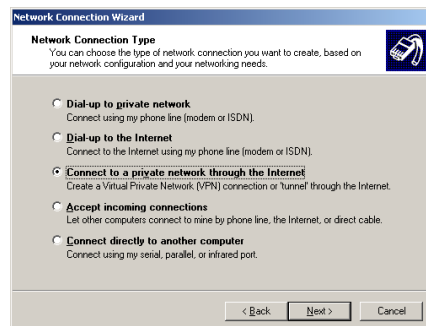 Network Connection Wizard
Network Connection Type
You can choose the type of network connection you want to create, based on
your network configuration and your networking needs.
Dial-up to private network
Connect using my phone line (modem or ISDN).
Dial-up to the Internet
Connect to the Internet using my phone line (modem or ISDN).
Connect to a private network through the Internet
Create a Virtual Private Network (VPN) connection or 'tunnel' through the Internet.
Accept incoming connections
Let other computers connect to mine by phone line, the Internet, or direct cable.
Connect directly to another computer
Connect using my serial, parallel, or infrared port.
< Back
Next >
Cancel